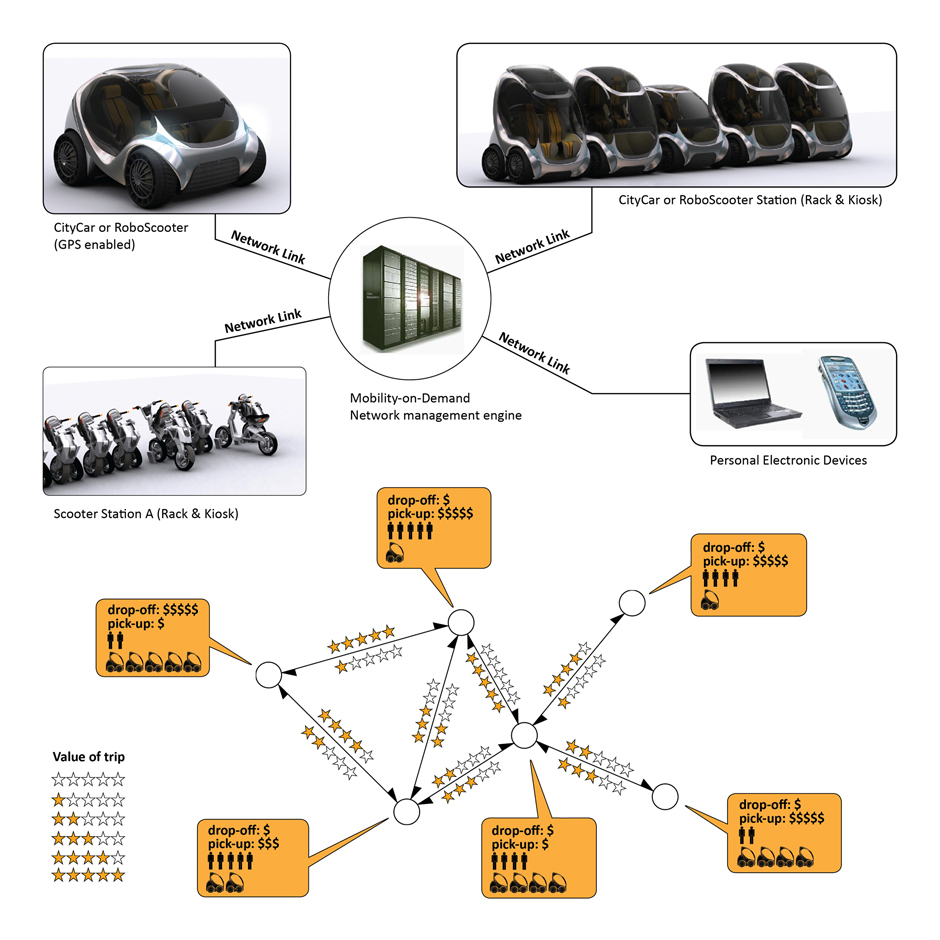 CityCar or RoboScooter
(GPS enabled)
CityCar or RoboScooter Station (Rack & Kiosk)
Network Link
Network Link
Network Link
Network Link
Mobility-on-Demand
Network management engine
Personal Electronic Devices
Scooter Station A (Rack & Kiosk)
drop-off: $
pick-up: $$$$$
drop-off: $
pick-up: $$$$$
drop-off: $$$$$
pick-up: $
Value of trip
drop-off: $
pick-up: $$$
drop-off: $
pick-up: $
drop-off: $
pick-up: $$$$$